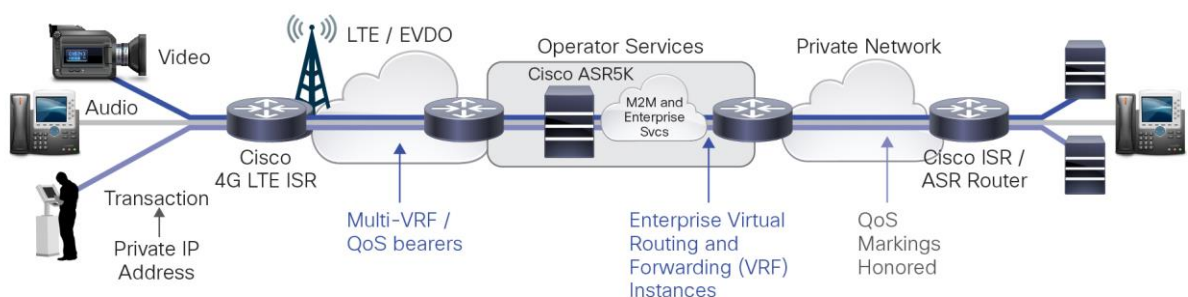 Video
Audio
Transaction
Private IP
Address
Cisco
4G LTE ISR
LTE / EVDO
Multi-VRF /
QoS bearers
Operator Services
Cisco ASR5K
M2M and
Enterprise
Svcs
Enterprise Virtual
Routing and
Forwarding (VRF)
Instances
Private Network
QoS
Markings
Honored
Cisco ISR /
ASR Router